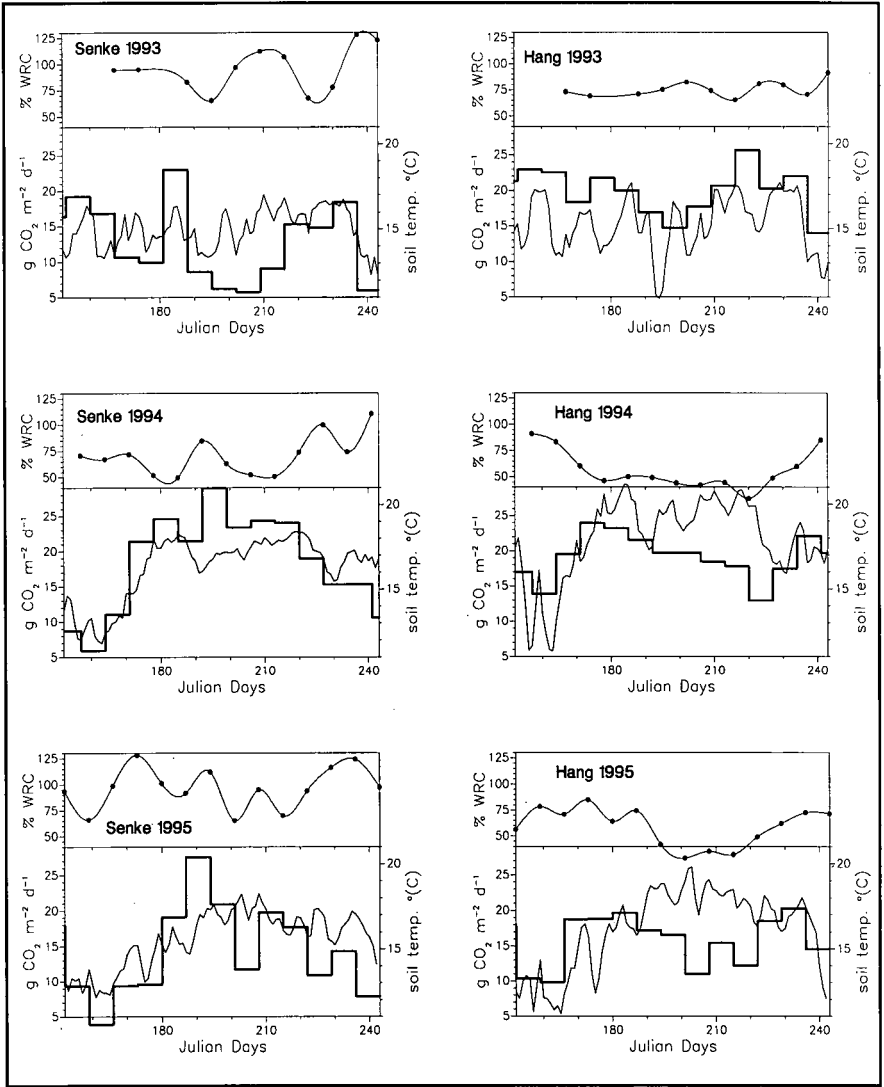 Senke 1993
% WRC
125
100
75
50
g CO₂ m⁻² d⁻¹
25
20
15
10
5
20
15
soil temp. °(C)
180
210
240
Julian Days
Hang 1993
% WRC
125
100
75
50
g CO₂ m⁻² d⁻¹
25
20
15
10
5
20
15
soil temp. °(C)
180
210
240
Julian Days
Senke 1994
% WRC
125
100
75
50
g CO₂ m⁻² d⁻¹
25
20
15
10
5
20
15
soil temp. °(C)
180
210
240
Julian Days
Hang 1994
% WRC
125
100
75
50
g CO₂ m⁻² d⁻¹
25
20
15
10
5
20
15
soil temp. °(C)
180
210
240
Julian Days
Senke 1995
% WRC
125
100
75
50
g CO₂ m⁻² d⁻¹
25
20
15
10
5
20
15
soil temp. °(C)
180
210
240
Julian Days
Hang 1995
% WRC
125
100
75
50
g CO₂ m⁻² d⁻¹
25
20
15
10
5
20
15
soil temp. °(C)
180
210
240
Julian Days